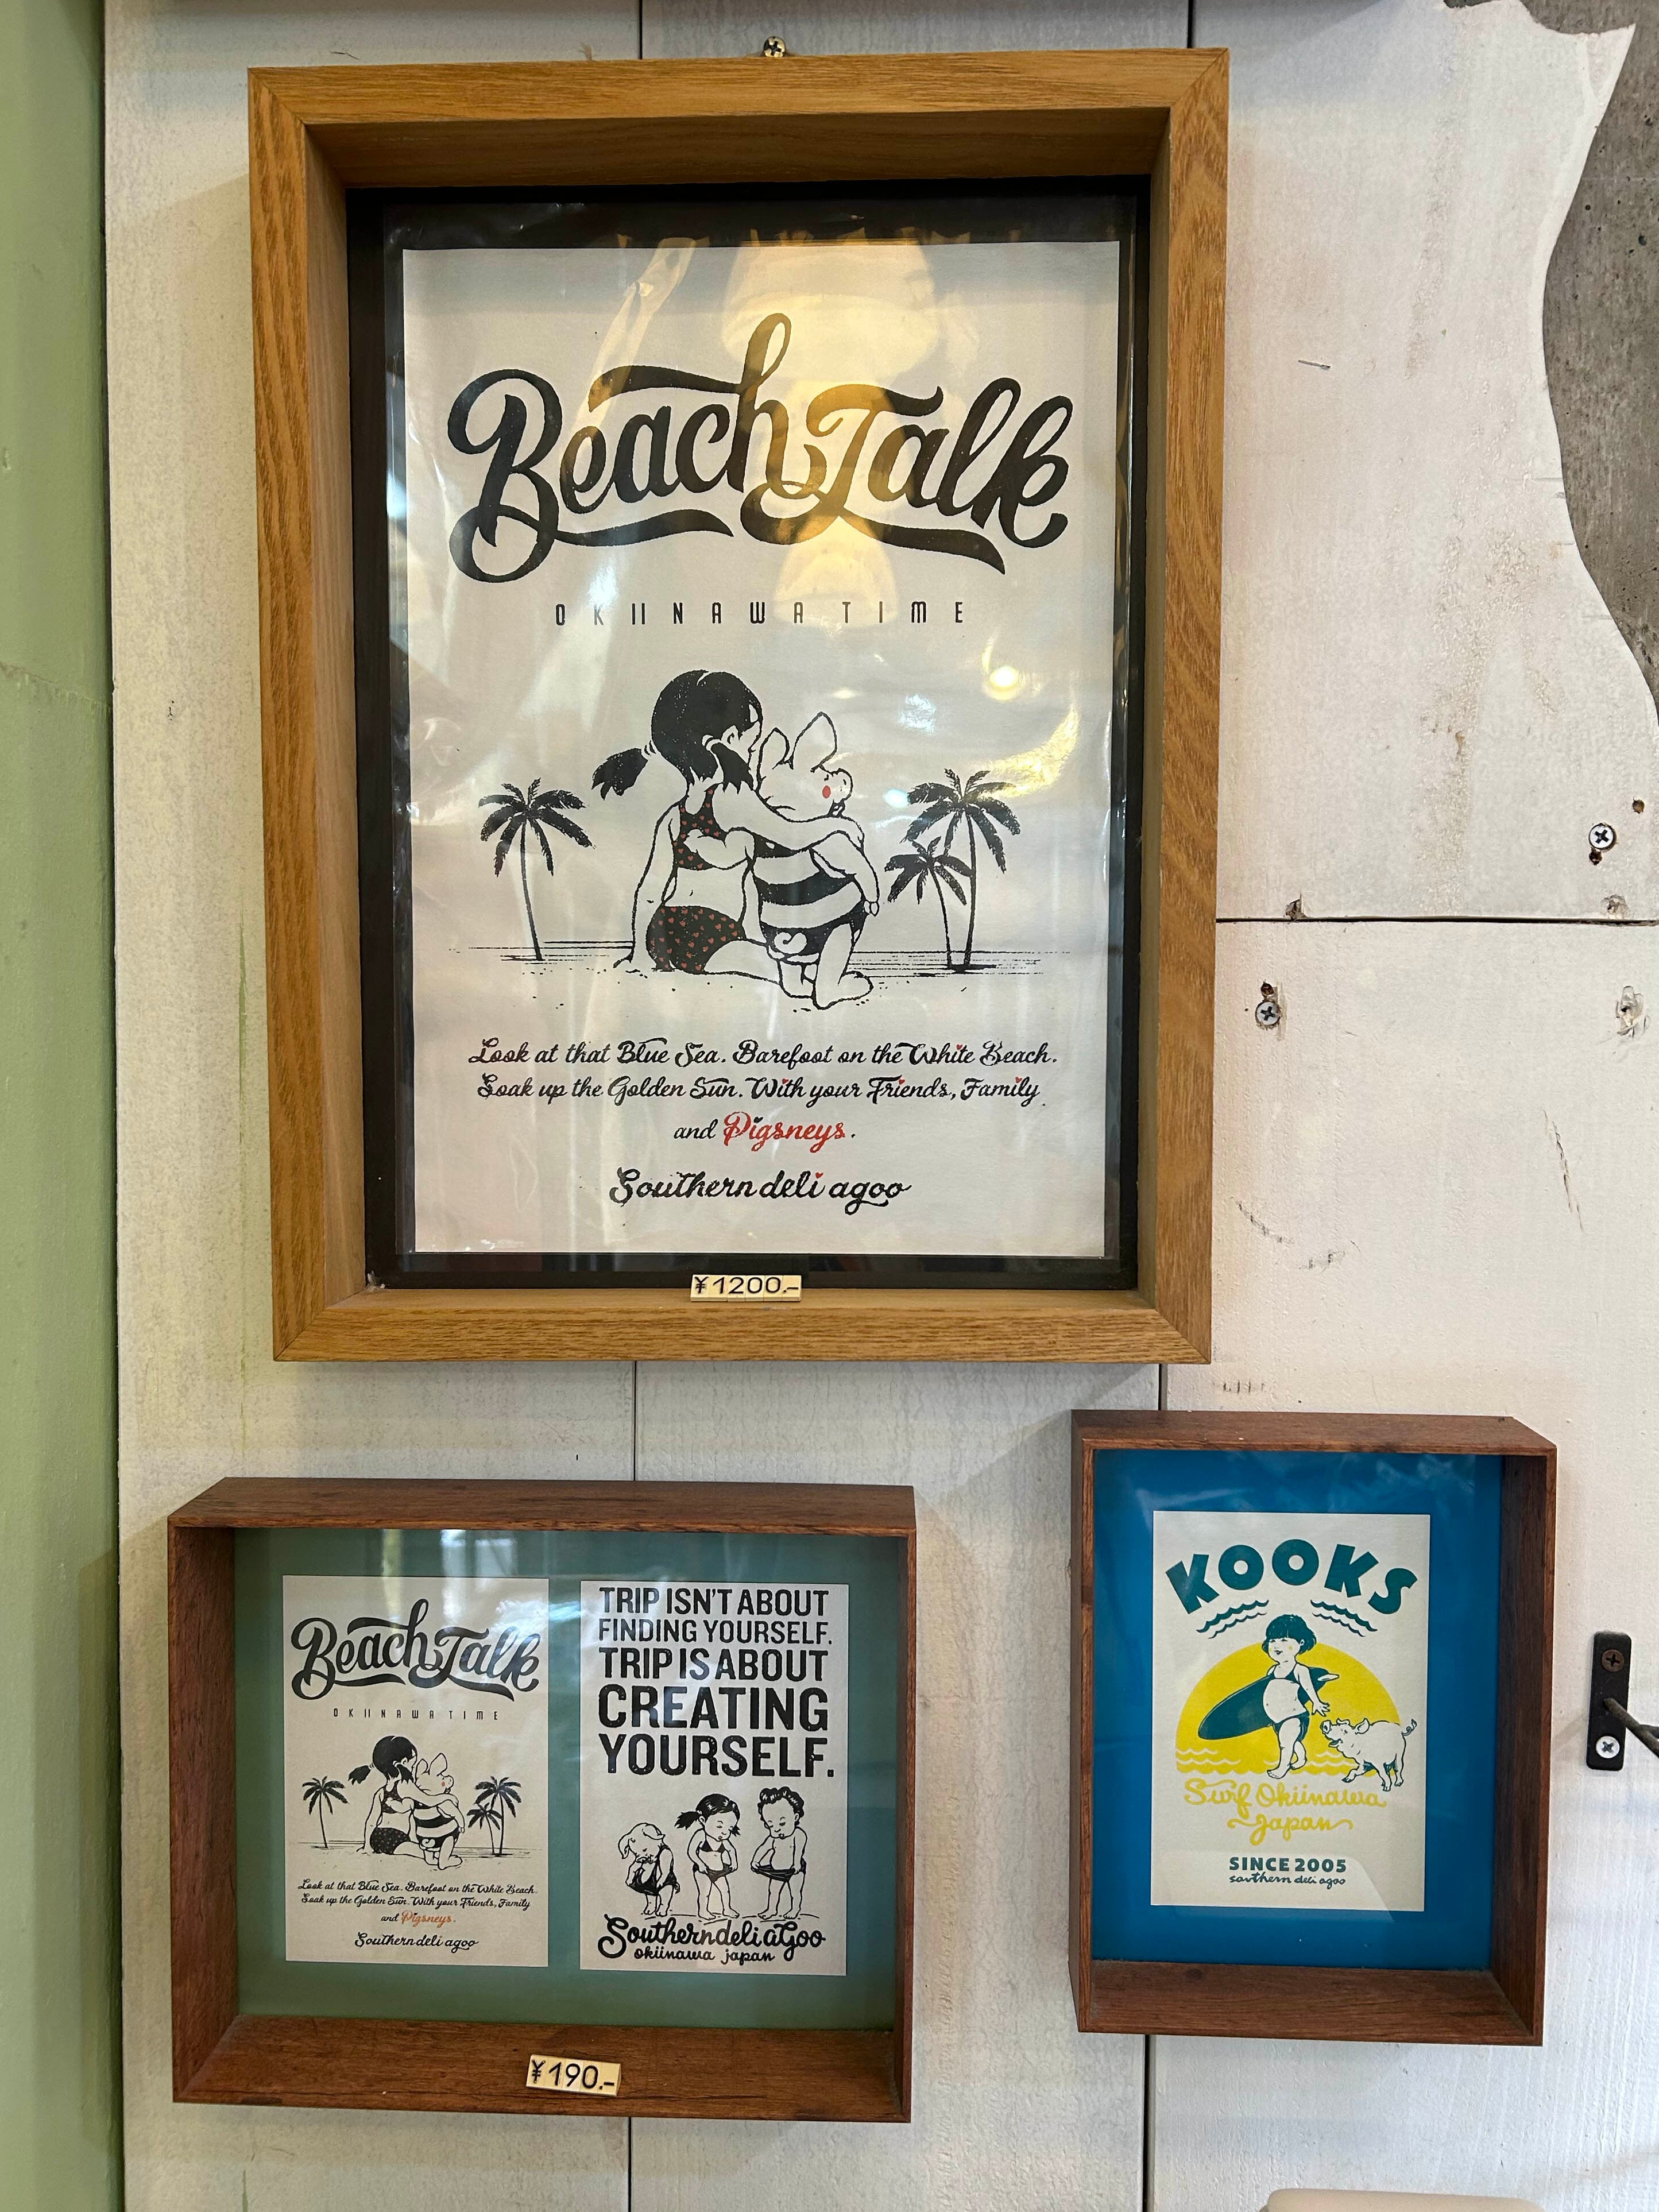 Beach Talk
OKIINAWA TIME
Look at that Blue Sea. Barefoot on the White Beach.
Soak up the Golden Sun. With your Friends, Family
and Pigsneys.
Southern deli agoo
¥1200.-
Beach Talk
OKIINAWA TIME
Look at that Blue Sea. Barefoot on the White Beach.
Soak up the Golden Sun. With your Friends, Family
and Pigsneys.
Southern deli agoo
TRIP ISN'T ABOUT
FINDING YOURSELF.
TRIP IS ABOUT
CREATING
YOURSELF.
Southern deli aGoo
okiinawa japan
¥190.-
KOOKS
Surf Okiinawa
Japan
SINCE 2005
southern deli agoo